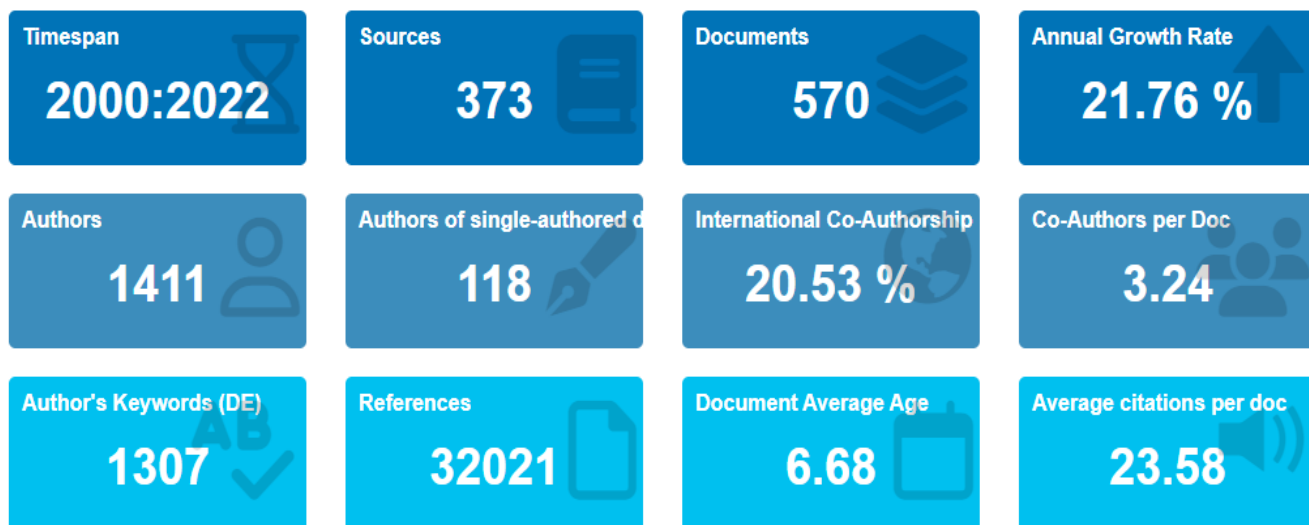 Timespan
2000:2022
Sources
373
Documents
570
Annual Growth Rate
21.76 %
Authors
1411
Authors of single-authored d
118
International Co-Authorship
20.53 %
Co-Authors per Doc
3.24
Author's Keywords (DE)
AB
1307
References
32021
Document Average Age
6.68
Average citations per doc
23.58